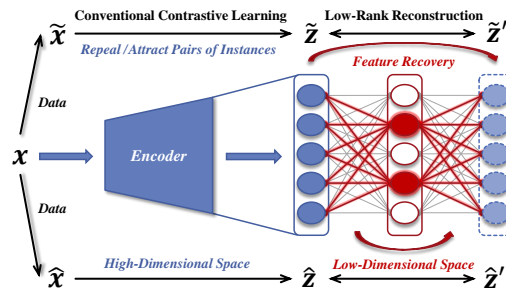 Conventional Contrastive Learning
Low-Rank Reconstruction
x̃
z̃
z̃′
Repeal /Attract Pairs of Instances
Feature Recovery
Data
x
Encoder
Data
High-Dimensional Space
Low-Dimensional Space
x̂
ẑ
ẑ′